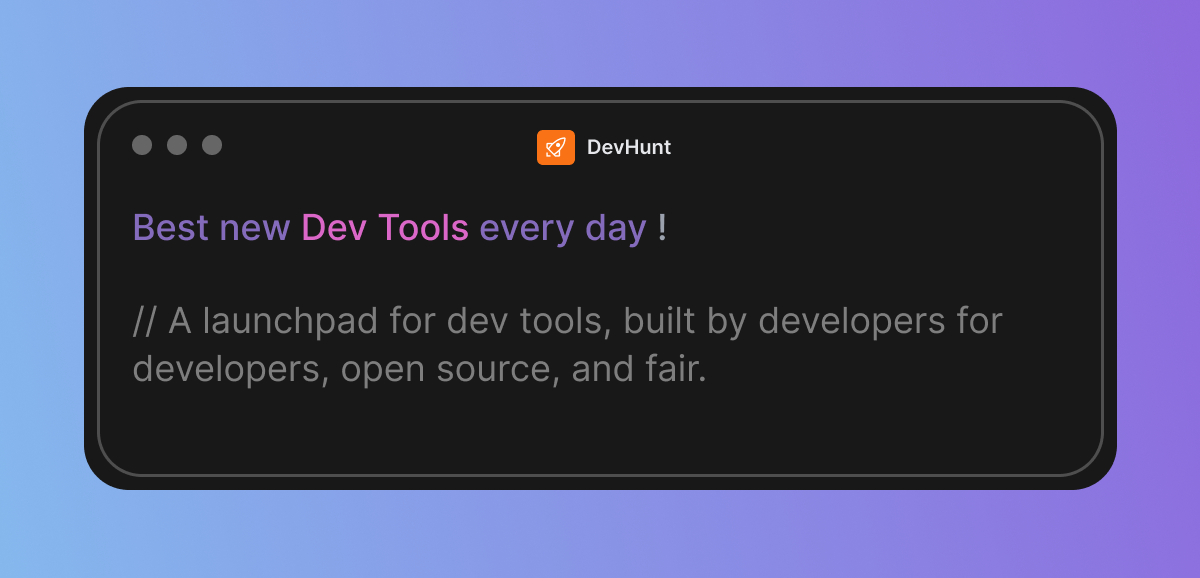 DevHunt
Best new Dev Tools every day !
// A launchpad for dev tools, built by developers for
developers, open source, and fair.